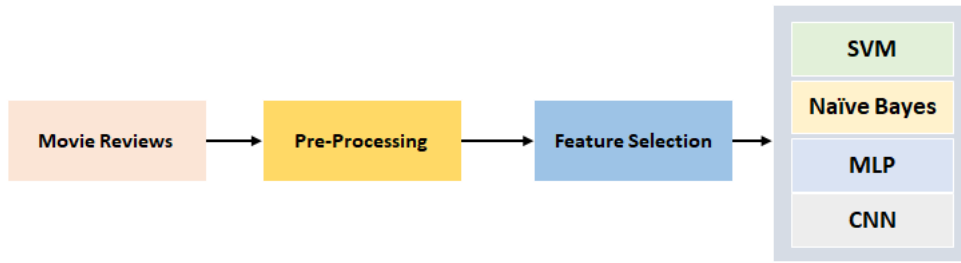 Movie Reviews
Pre-Processing
Feature Selection
SVM
Naïve Bayes
MLP
CNN